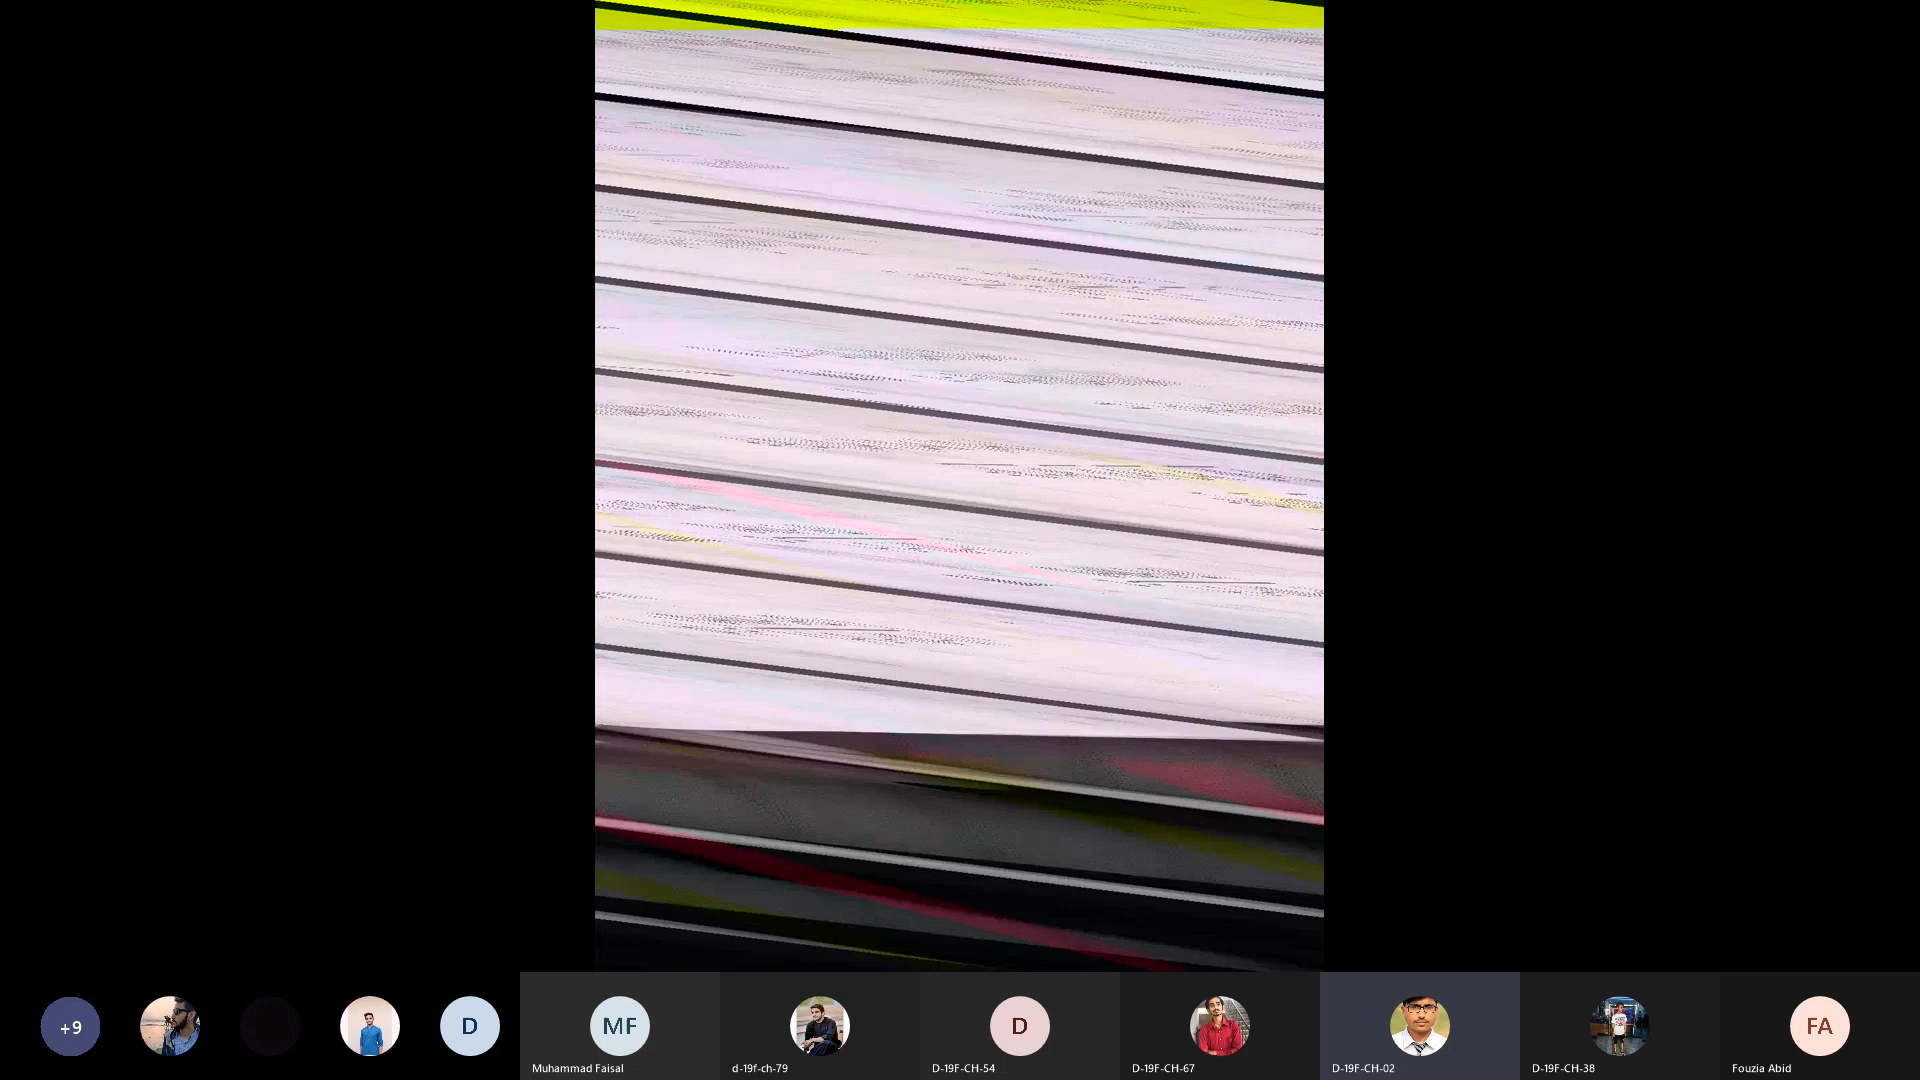 +9
D
MF
D
FA
Muhammad Faisal
d-19f-ch-79
D-19F-CH-54
D-19F-CH-67
D-19F-CH-02
D-19F-CH-38
Fouzia Abid